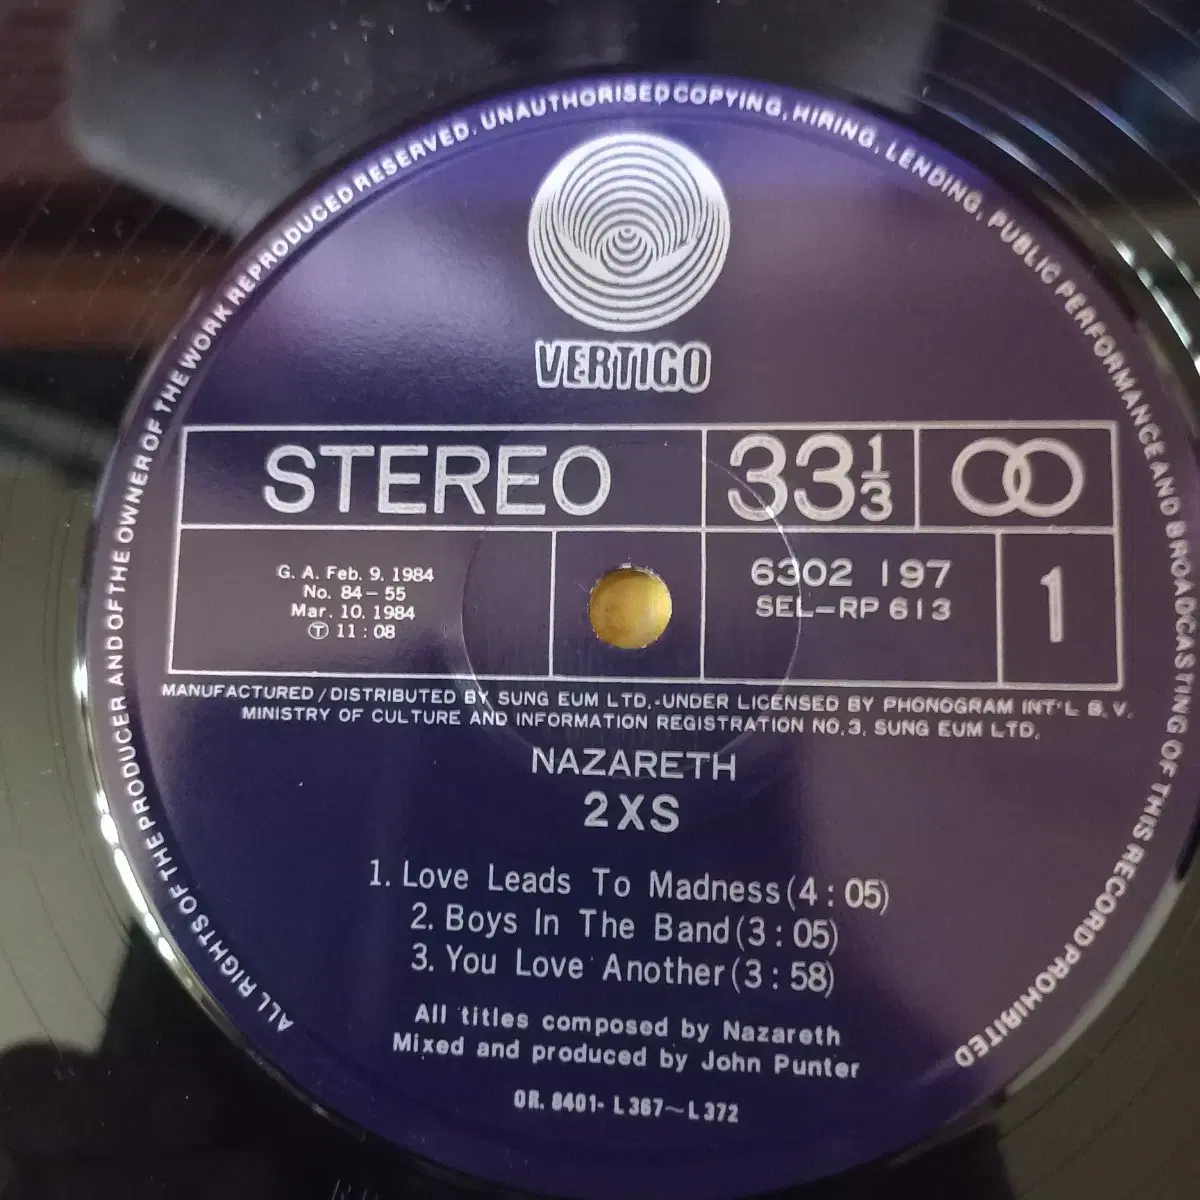 ALL RIGHTS OF THE PRODUCER AND OF THE OWNER OF THE WORK REPRODUCED RESERVED. UNAUTHORISED COPYING, HIRING, LENDING, PUBLIC PERFORMANCE AND BROADCASTING OF THIS RECORD PROHIBITED
VERTIGO
STEREO
33 1/3
G. A. Feb. 9. 1984
No. 84-55
Mar. 10. 1984
Ⓣ 11:08
6302 197
SEL-RP 613
1
MANUFACTURED / DISTRIBUTED BY SUNG EUM LTD.-UNDER LICENSED BY PHONOGRAM INT'L B. V.
MINISTRY OF CULTURE AND INFORMATION REGISTRATION NO. 3. SUNG EUM LTD.
NAZARETH
2XS
1. Love Leads To Madness(4:05)
2. Boys In The Band(3:05)
3. You Love Another(3:58)
All titles composed by Nazareth
Mixed and produced by John Punter
OR. 8401- L367~L372